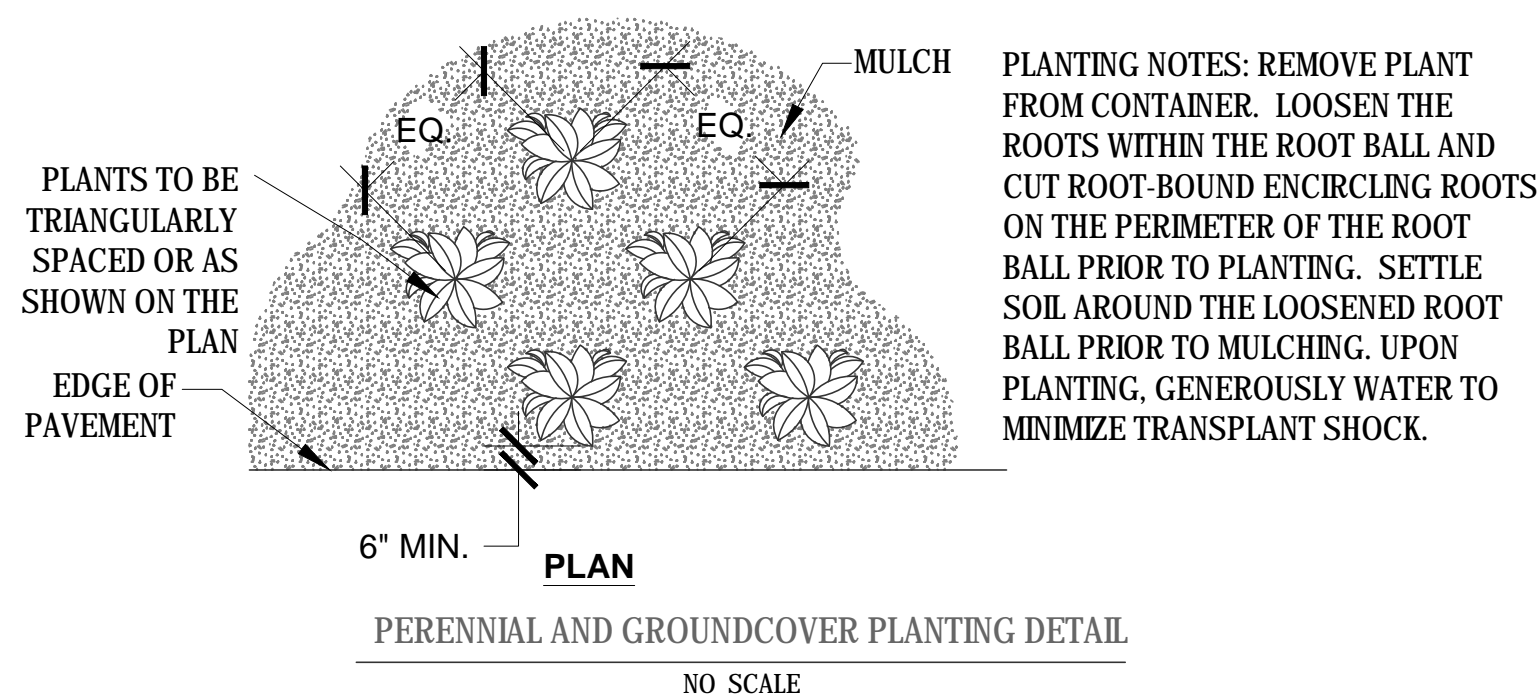 MULCH
EQ.
EQ.
PLANTS TO BE
TRIANGULARLY
SPACED OR AS
SHOWN ON THE
PLAN
EDGE OF
PAVEMENT
6" MIN.
PLAN
PLANTING NOTES: REMOVE PLANT
FROM CONTAINER. LOOSEN THE
ROOTS WITHIN THE ROOT BALL AND
CUT ROOT-BOUND ENCIRCLING ROOTS
ON THE PERIMETER OF THE ROOT
BALL PRIOR TO PLANTING. SETTLE
SOIL AROUND THE LOOSENED ROOT
BALL PRIOR TO MULCHING. UPON
PLANTING, GENEROUSLY WATER TO
MINIMIZE TRANSPLANT SHOCK.
PERENNIAL AND GROUNDCOVER PLANTING DETAIL
NO SCALE